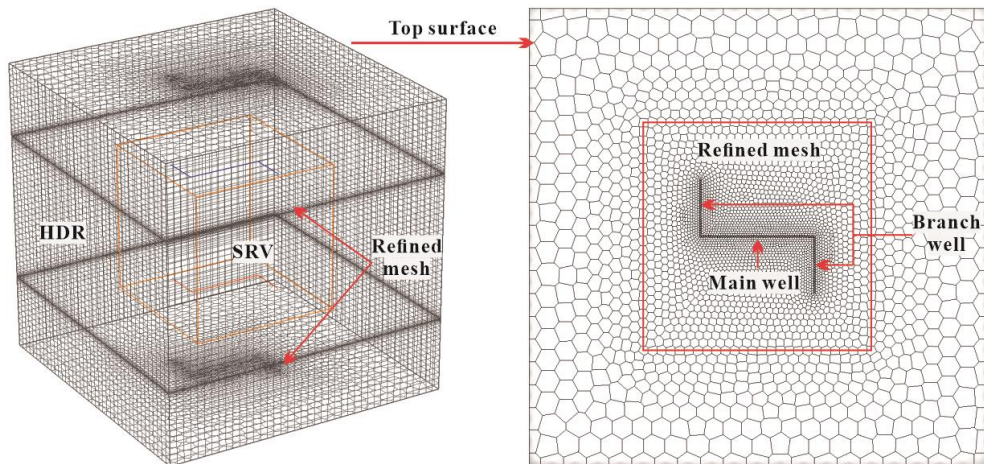 Top surface
HDR
SRV
Refined
mesh
Refined mesh
Main well
Branch-
well